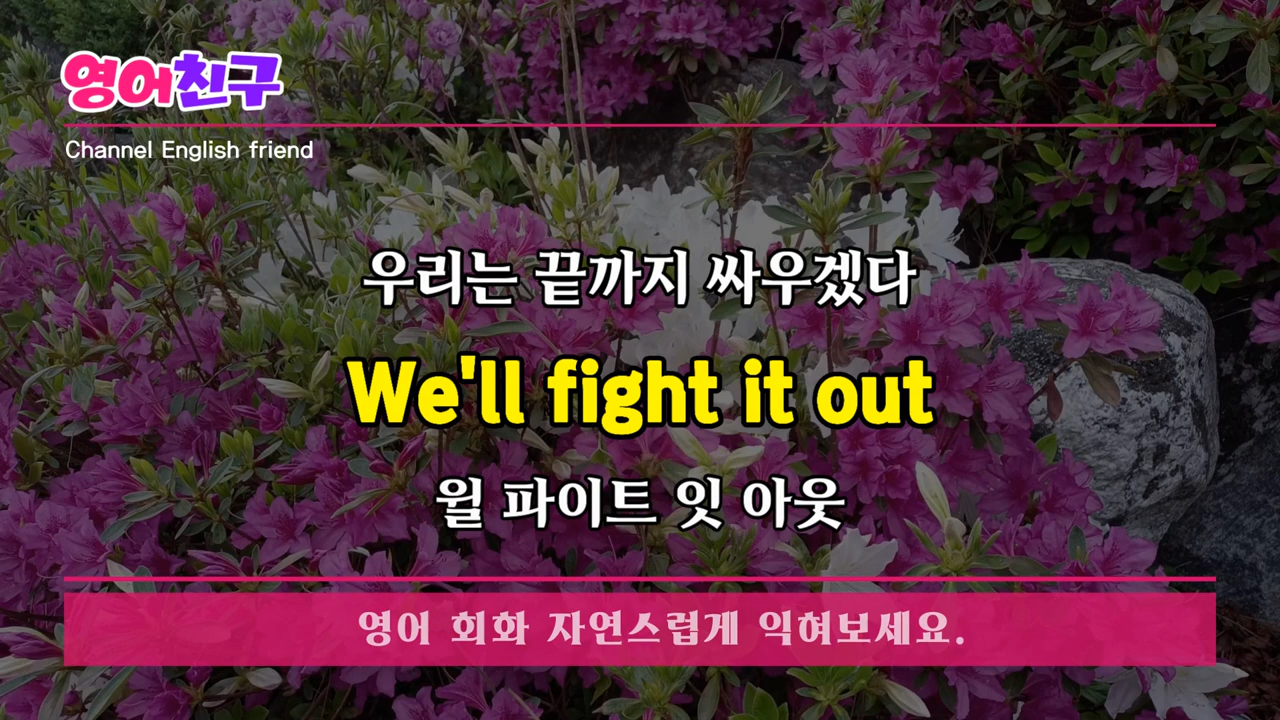 영어친구
Channel English friend
우리는 끝까지 싸우겠다
We'll fight it out
윌 파이트 잇 아웃
영어 회화 자연스럽게 익혀보세요.